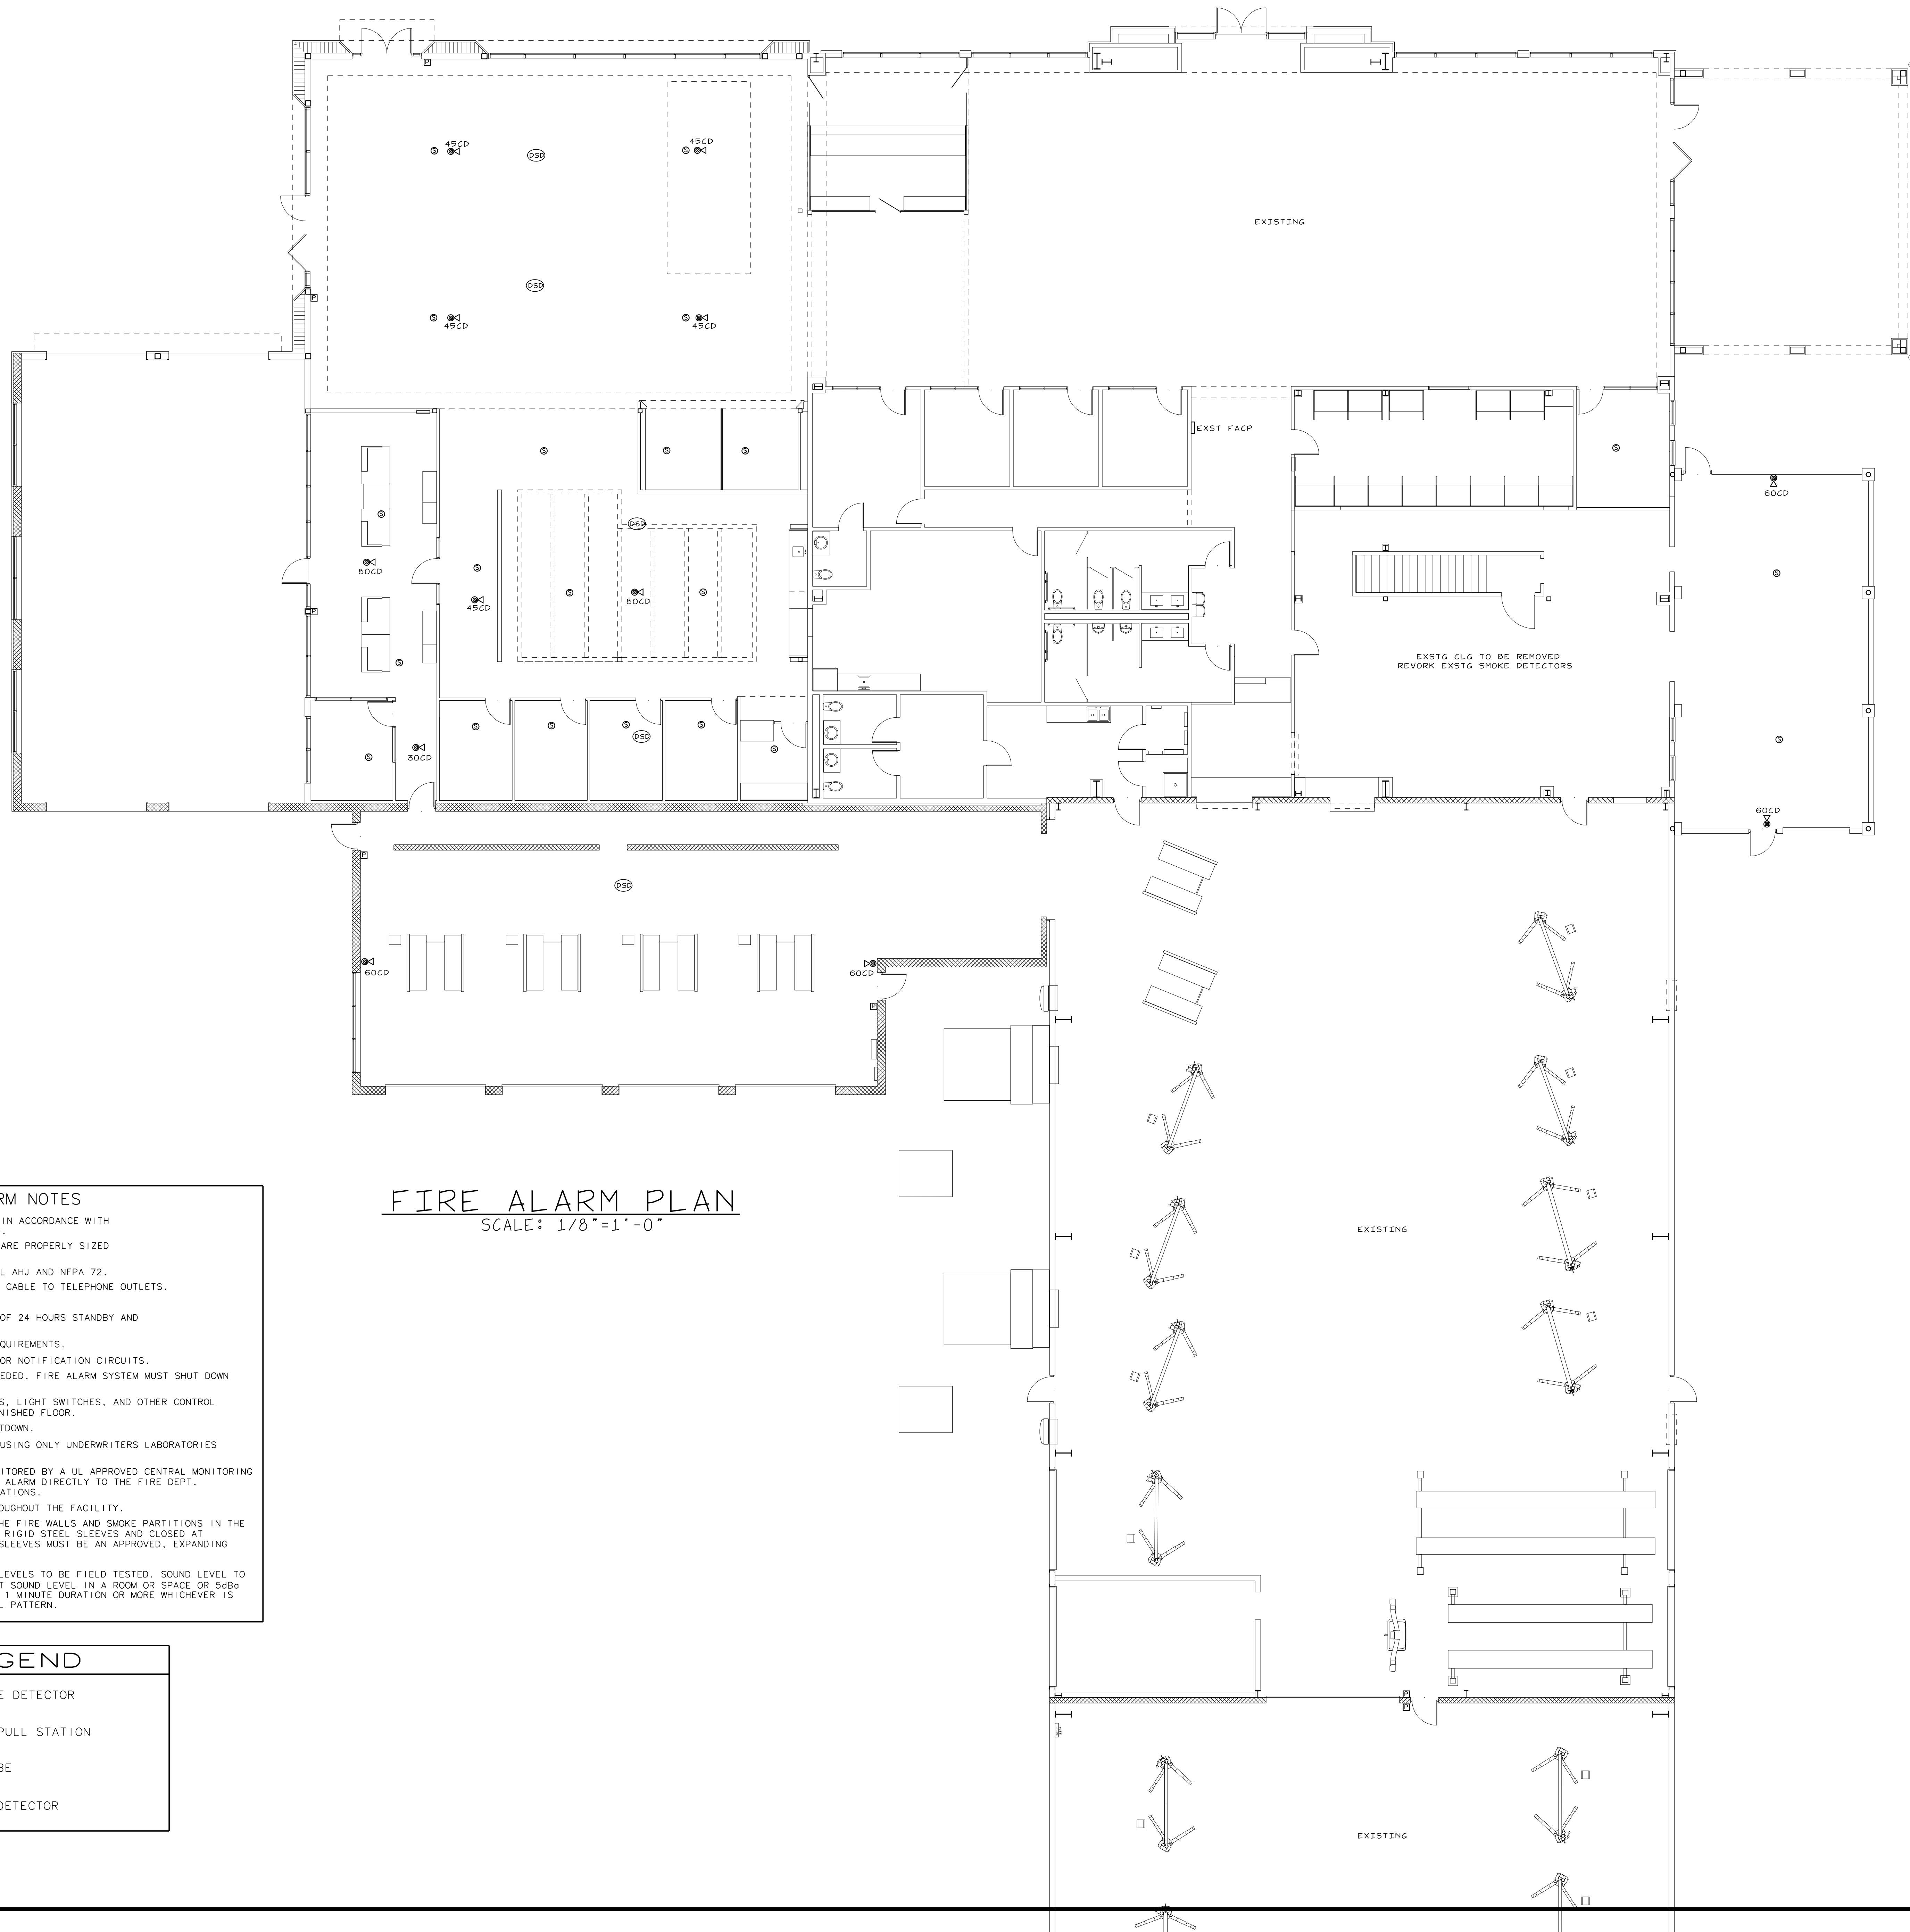 45CD
45CD
S
S
DSD
P
EXISTING
DSD
P
S
S
45CD
45CD
EXST FACP
S
S
S
S
60CD
S
DSD
S
80CD
S
S
80CD
S
45CD
S
P
EXSTG CLG TO BE REMOVED
REWORK EXSTG SMOKE DETECTORS
S
S
S
S
S
DSD
S
S
S
30CD
60CD
P
DSD
60CD
60CD
P
FIRE ALARM PLAN
SCALE: 1/8"=1'-0"
EXISTING
RM NOTES
IN ACCORDANCE WITH
ARE PROPERLY SIZED
L AHJ AND NFPA 72.
CABLE TO TELEPHONE OUTLETS.
OF 24 HOURS STANDBY AND
QUIREMENTS.
OR NOTIFICATION CIRCUITS.
EDED. FIRE ALARM SYSTEM MUST SHUT DOWN
S, LIGHT SWITCHES, AND OTHER CONTROL
NISHED FLOOR.
TDOWN.
USING ONLY UNDERWRITERS LABORATORIES
ITORED BY A UL APPROVED CENTRAL MONITORING
ALARM DIRECTLY TO THE FIRE DEPT.
ATIONS.
OUGHOUT THE FACILITY.
HE FIRE WALLS AND SMOKE PARTITIONS IN THE
RIGID STEEL SLEEVES AND CLOSED AT
SLEEVES MUST BE AN APPROVED, EXPANDING
LEVELS TO BE FIELD TESTED. SOUND LEVEL TO
T SOUND LEVEL IN A ROOM OR SPACE OR 5dBa
1 MINUTE DURATION OR MORE WHICHEVER IS
L PATTERN.
GEND
E DETECTOR
PULL STATION
BE
DETECTOR
P
P
EXISTING